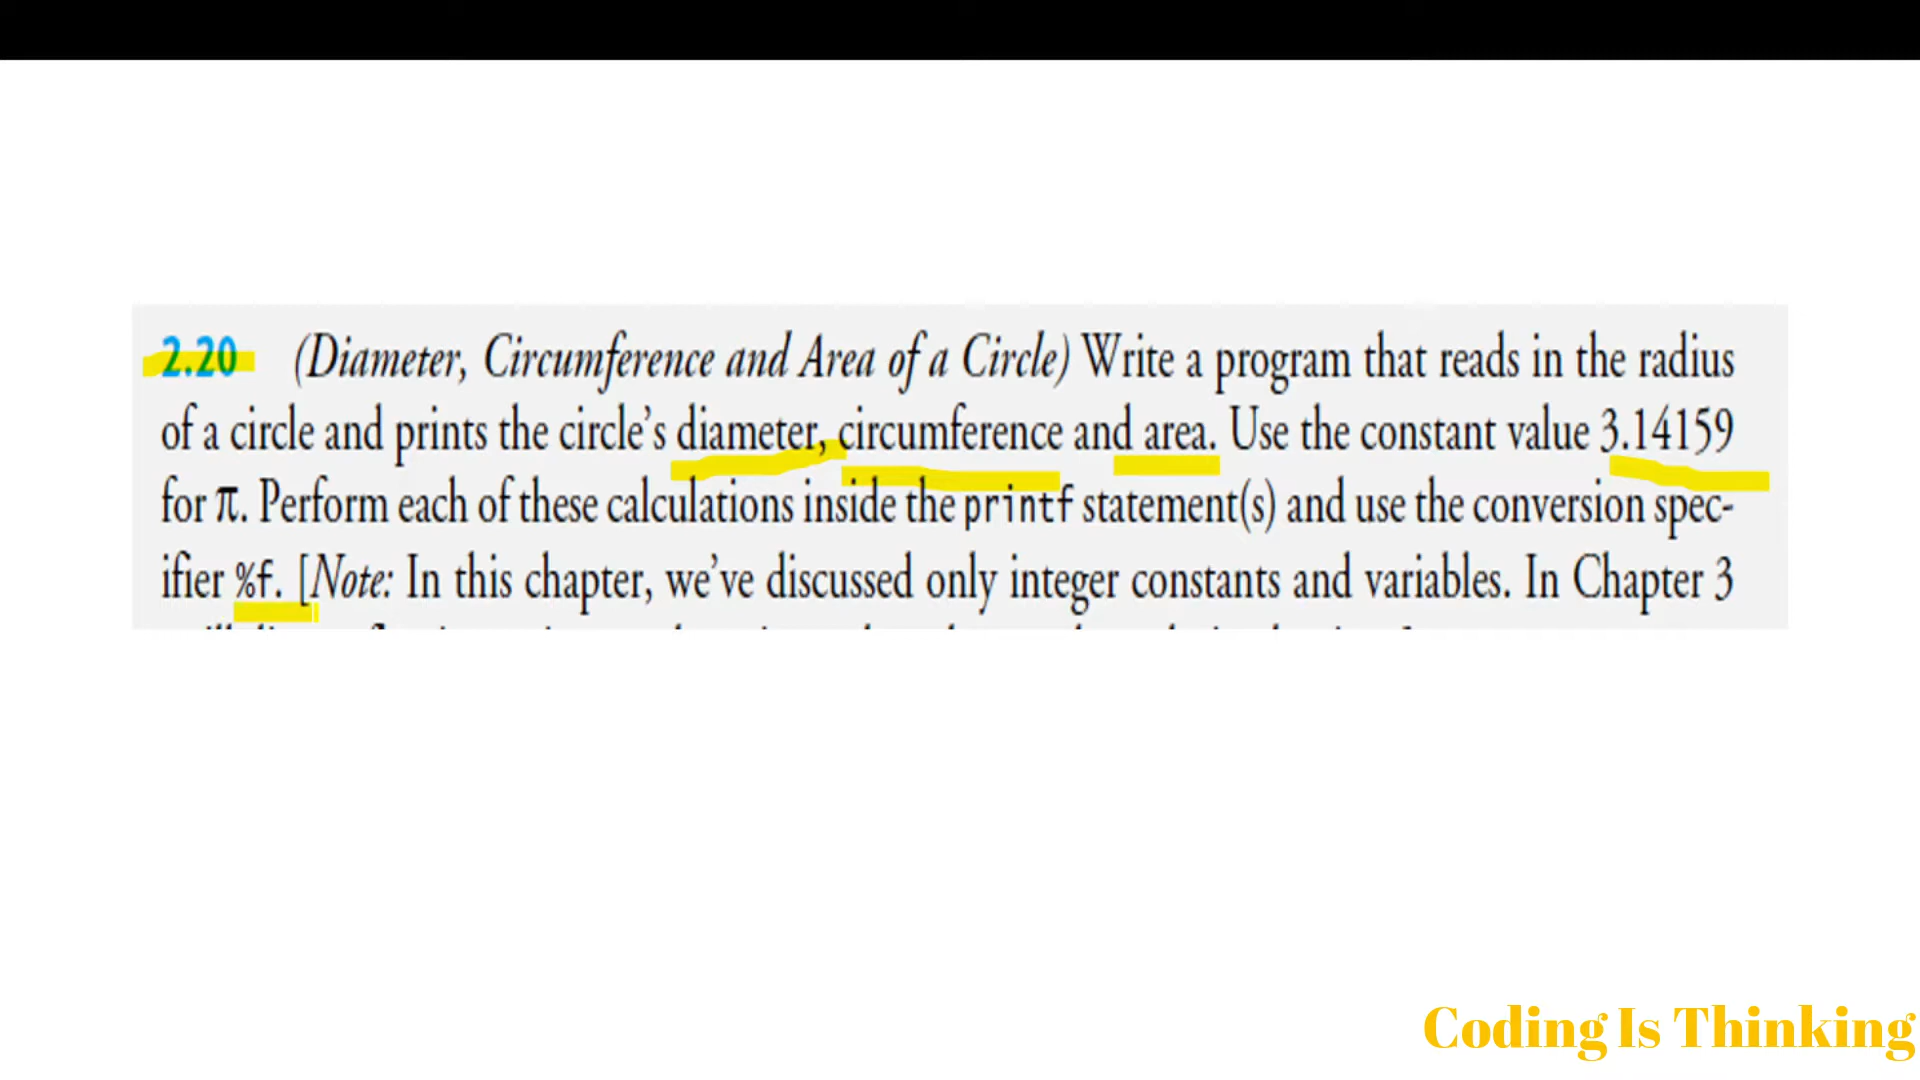 2.20 (Diameter, Circumference and Area of a Circle) Write a program that reads in the radius
of a circle and prints the circle’s diameter, circumference and area. Use the constant value 3.14159
for π. Perform each of these calculations inside the printf statement(s) and use the conversion spec-
ifier %f. [Note: In this chapter, we’ve discussed only integer constants and variables. In Chapter 3
Coding Is Thinking